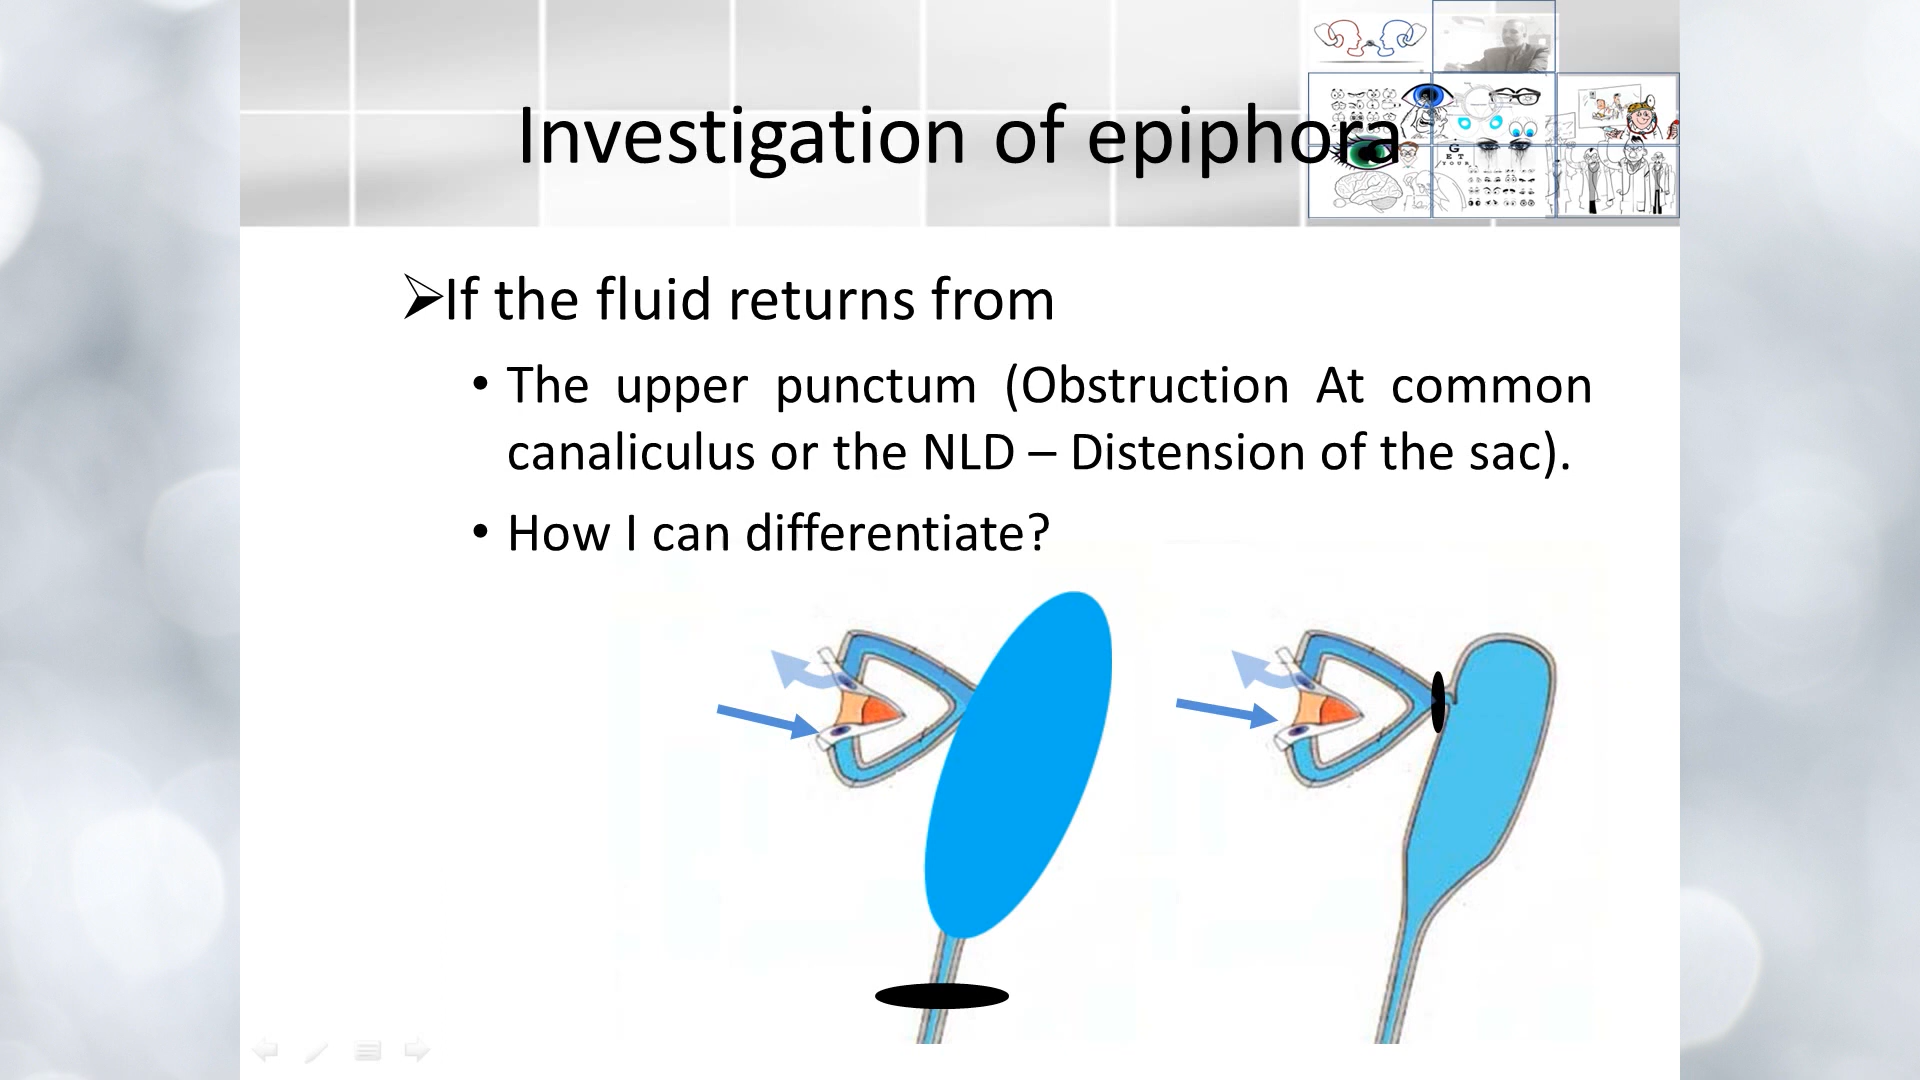 Investigation of epiphora
➢If the fluid returns from
• The upper punctum (Obstruction At common
canaliculus or the NLD – Distension of the sac).
• How I can differentiate?
G
E T
Y O U R